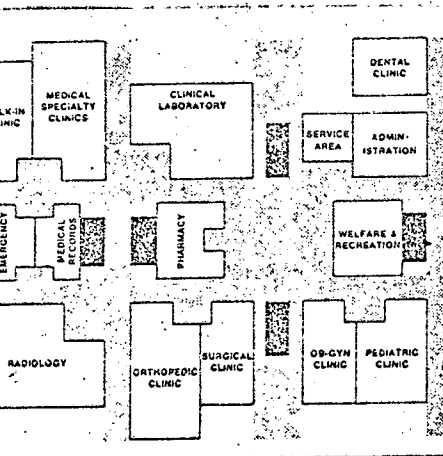 DENTAL
CLINIC
MEDICAL
SPECIALTY
CLINICS
CLINICAL
LABORATORY
LK-IN
INIC
SERVICE
AREA
ADMIN-
ISTRATION
EMERGENCY
MEDICAL
RECORDS
PHARMACY
WELFARE &
RECREATION
RADIOLOGY
ORTHOPEDIC
CLINIC
SURGICAL
CLINIC
OB-GYN
CLINIC
PEDIATRIC
CLINIC